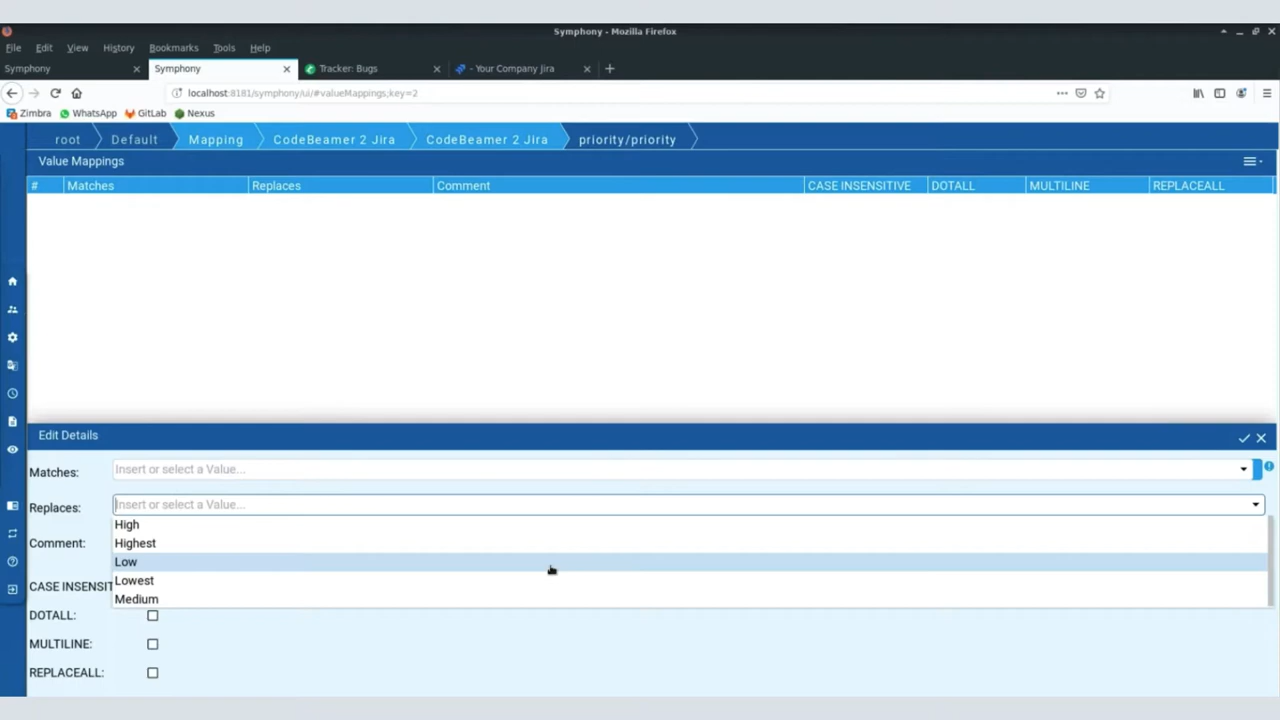 Symphony - Mozilla Firefox
File Edit View History Bookmarks Tools Help
Symphony Symphony Tracker: Bugs - Your Company Jira
localhost:8181/symphony/ui/#valueMappings;key=2
Zimbra WhatsApp GitLab Nexus
root Default Mapping CodeBeamer 2 Jira CodeBeamer 2 Jira priority/priority
Value Mappings
# Matches Replaces Comment CASE INSENSITIVE DOTALL MULTILINE REPLACEALL
Edit Details
Matches: Insert or select a Value...
Replaces: Insert or select a Value...
High
Highest
Comment:
Low
Lowest
CASE INSENSIT
Medium
DOTALL:
MULTILINE:
REPLACEALL: